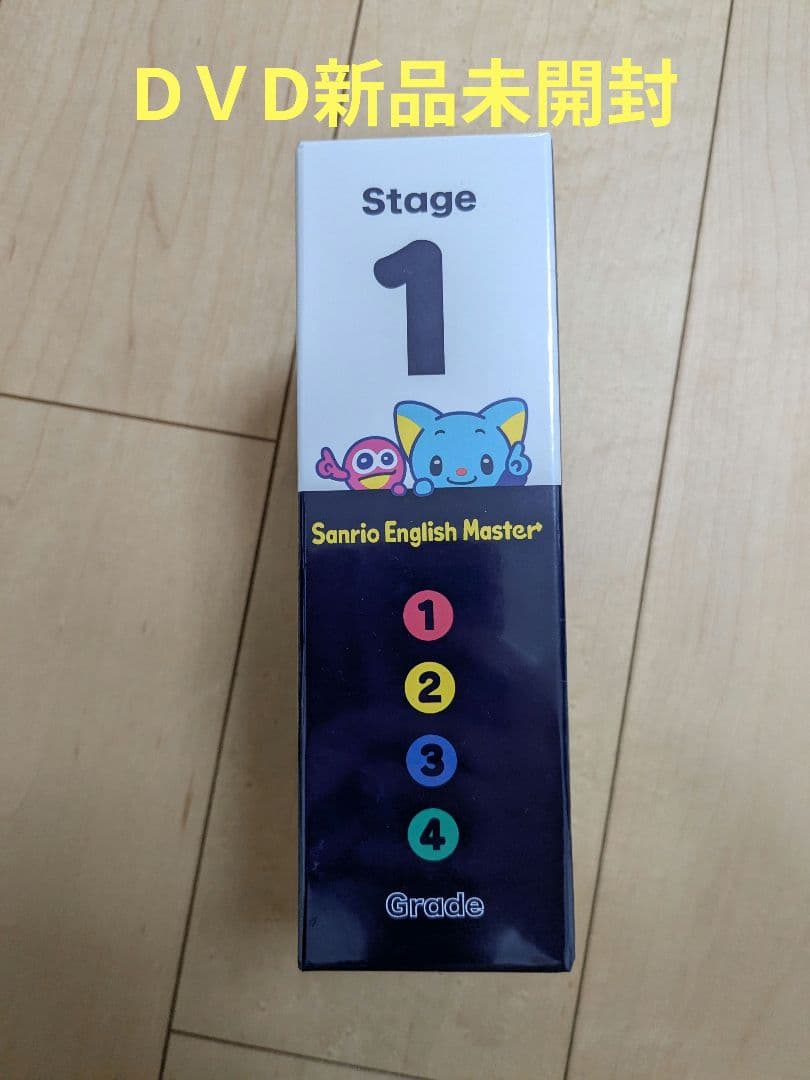 DVD新品未開封
Stage
1
Sanrio English Master
1
2
3
4
Grade